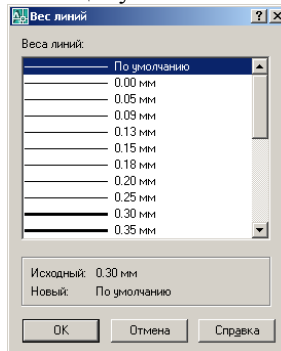 Вес линий
Веса линий:
По умолчанию
0.00 мм
0.05 мм
0.09 мм
0.13 мм
0.15 мм
0.18 мм
0.20 мм
0.25 мм
0.30 мм
0.35 мм
Исходный: 0.30 мм
Новый: По умолчанию
OK Отмена Справка